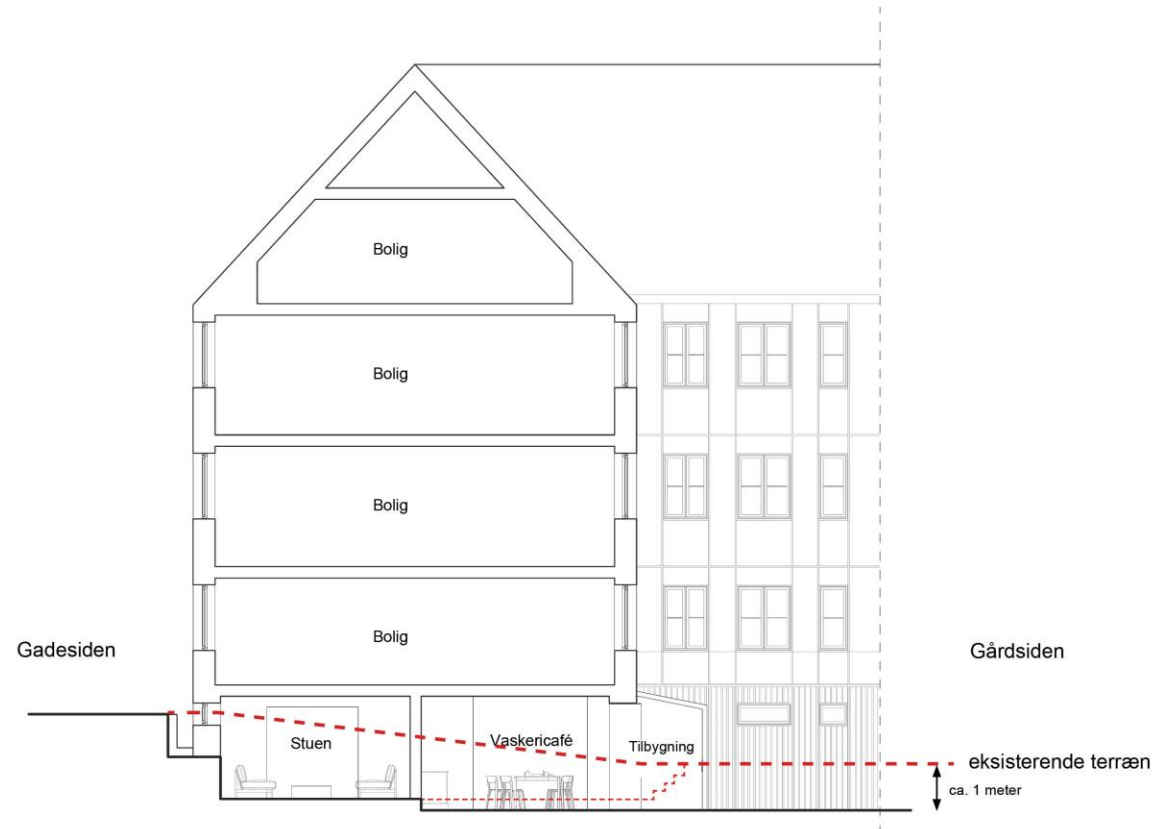 Bolig
Bolig
Bolig
Bolig
Gadesiden
Gårdsiden
Stuen
Vaskericafé
Tilbygning
eksisterende terræn
ca. 1 meter